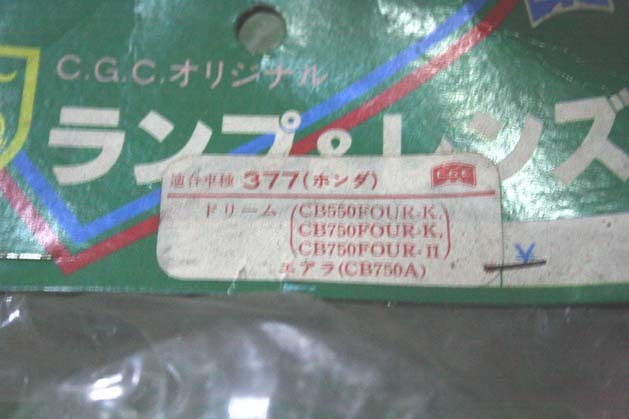 C.G.C.オリジナル
ランプ・レンズ
適合車種 377(ホンダ)
CGC
ドリーム (CB550FOUR-K,
CB750FOUR-K,
CB750FOUR-II)
エアラ(CB750A)
¥